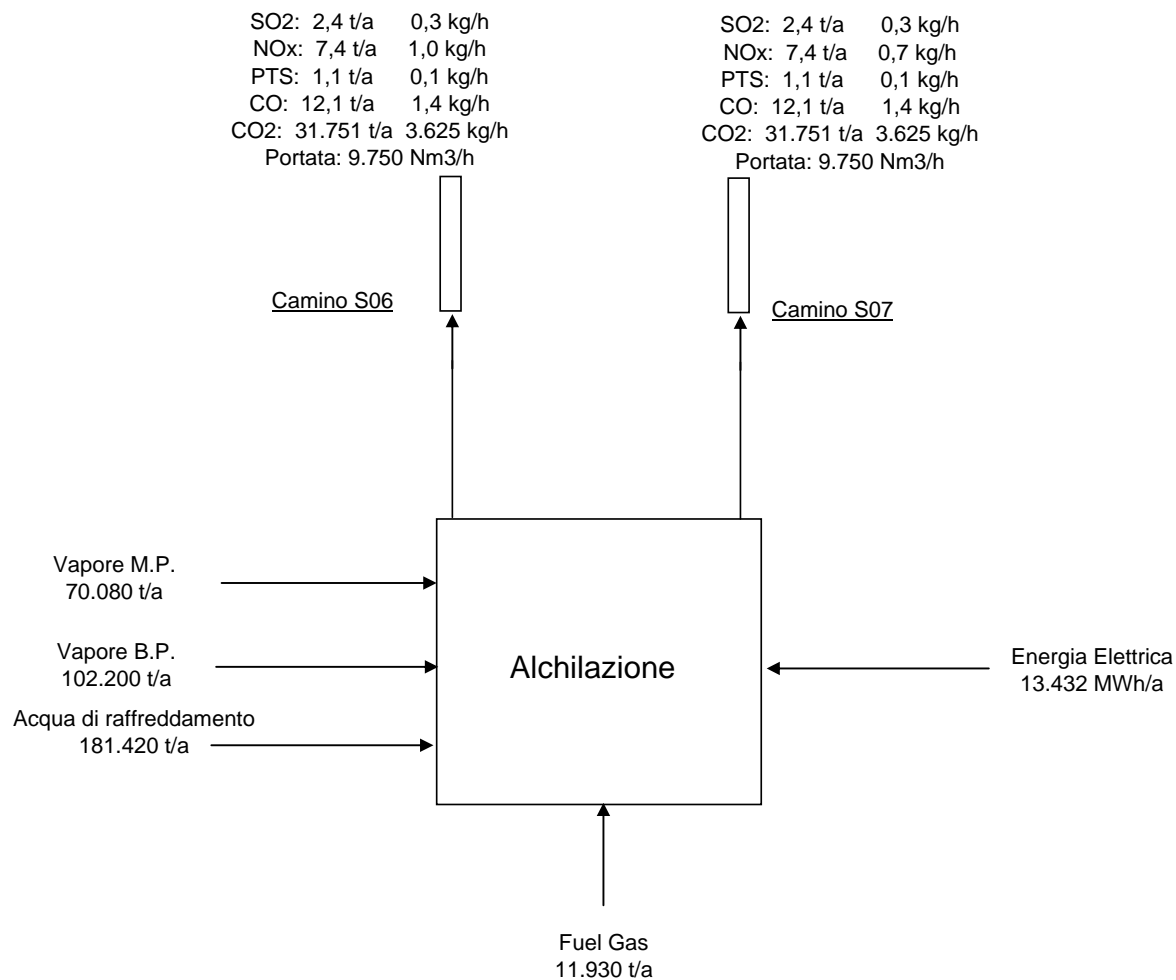 SO2: 2,4 t/a 0,3 kg/h
NOx: 7,4 t/a 1,0 kg/h
PTS: 1,1 t/a 0,1 kg/h
CO: 12,1 t/a 1,4 kg/h
CO2: 31.751 t/a 3.625 kg/h
Portata: 9.750 Nm3/h
SO2: 2,4 t/a 0,3 kg/h
NOx: 7,4 t/a 0,7 kg/h
PTS: 1,1 t/a 0,1 kg/h
CO: 12,1 t/a 1,4 kg/h
CO2: 31.751 t/a 3.625 kg/h
Portata: 9.750 Nm3/h
Camino S06
Camino S07
Vapore M.P.
70.080 t/a
Vapore B.P.
102.200 t/a
Acqua di raffreddamento
181.420 t/a
Alchilazione
Energia Elettrica
13.432 MWh/a
Fuel Gas
11.930 t/a